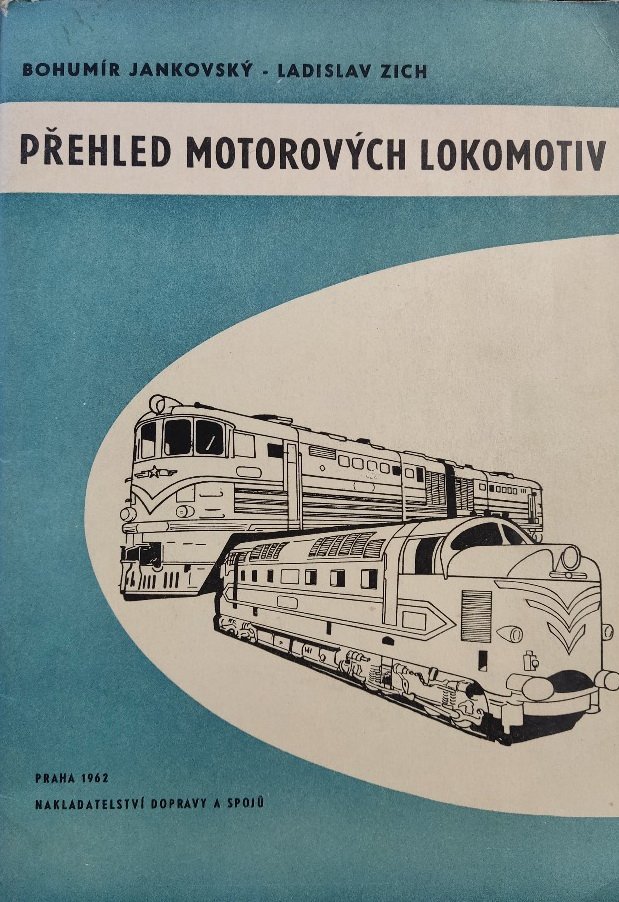 BOHUMÍR JANKOVSKÝ - LADISLAV ZICH
PŘEHLED MOTOROVÝCH LOKOMOTIV
PRAHA 1962
NAKLADATELSTVÍ DOPRAVY A SPOJŮ